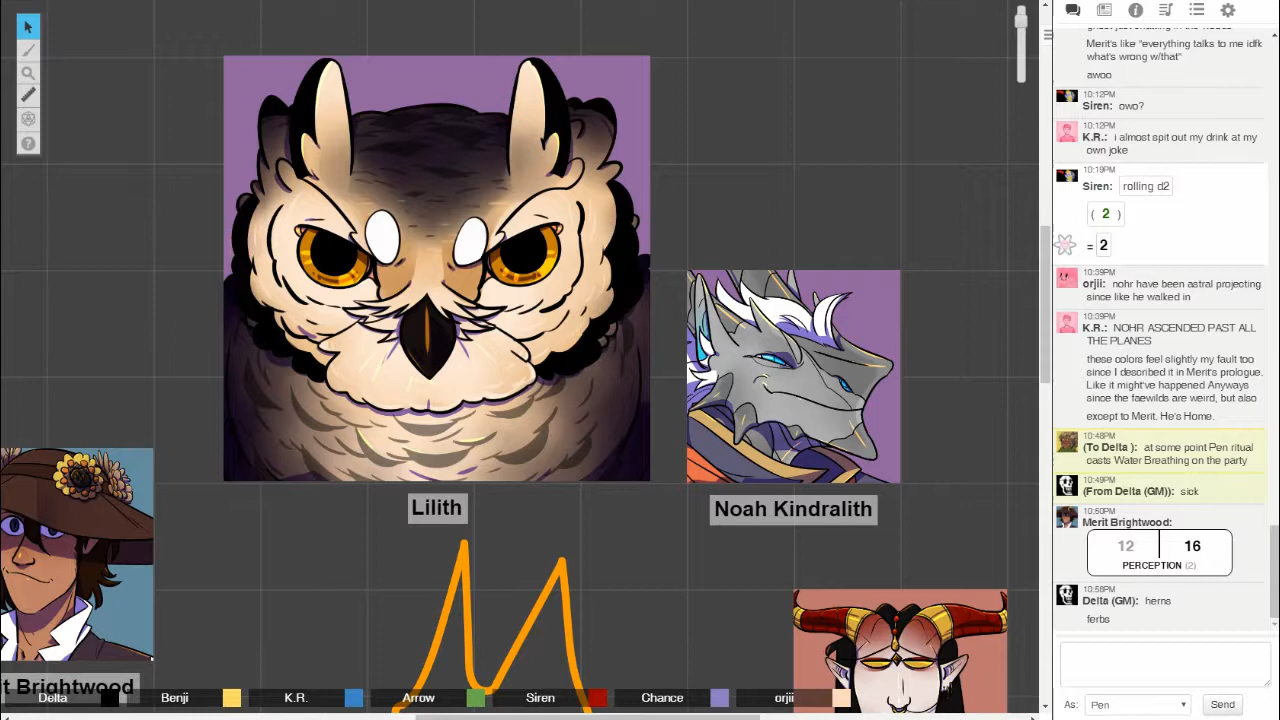 Lilith
Noah Kindralith
it Brightwood
Delta
Benji
K.R.
Arrow
Siren
Chance
orjii
Merit's like "everything talks to me idfk
what's wrong w/that"
awoo
10:12PM
Siren: owo?
10:12PM
K.R.: i almost spit out my drink at my
own joke
10:19PM
Siren: rolling d2
( 2 )
= 2
10:39PM
orjii: nohr have been astral projecting
since like he walked in
10:39PM
K.R.: NOHR ASCENDED PAST ALL
THE PLANES
these colors feel slightly my fault too
since I described it in Merit's prologue.
Like it might've happened Anyways
since the faewilds are weird, but also
except to Merit. He's Home.
10:48PM
(To Delta ): at some point Pen ritual
casts Water Breathing on the party
10:49PM
(From Delta (GM)): sick
10:50PM
Merit Brightwood:
12 16
PERCEPTION (2)
10:58PM
Delta (GM): herns
ferbs
As: Pen Send